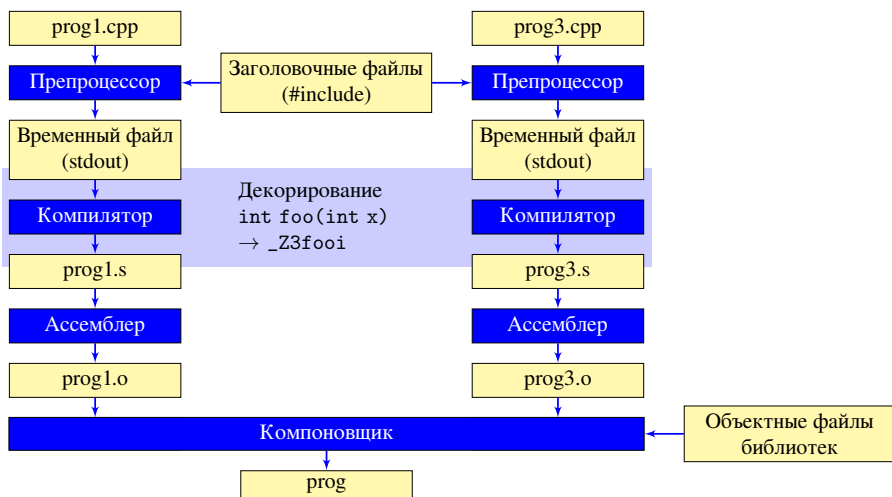 prog1.cpp
prog3.cpp
Препроцессор
Заголовочные файлы
(#include)
Препроцессор
Временный файл
(stdout)
Временный файл
(stdout)
Декорирование
int foo(int x)
→ _Z3fooi
Компилятор
Компилятор
prog1.s
prog3.s
Ассемблер
Ассемблер
prog1.o
prog3.o
Компоновщик
Объектные файлы
библиотек
prog